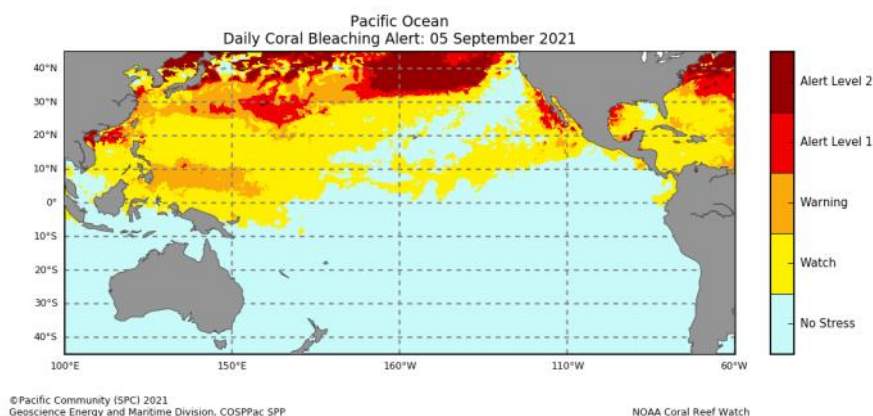 Pacific Ocean
Daily Coral Bleaching Alert: 05 September 2021
40°N
30°N
20°N
10°N
0°
10°S
20°S
30°S
40°S
100°E
150°E
160°W
110°W
60°W
Alert Level 2
Alert Level 1
Warning
Watch
No Stress
©Pacific Community (SPC) 2021
Geoscience Energy and Maritime Division, COSPPac SPP
NOAA Coral Reef Watch